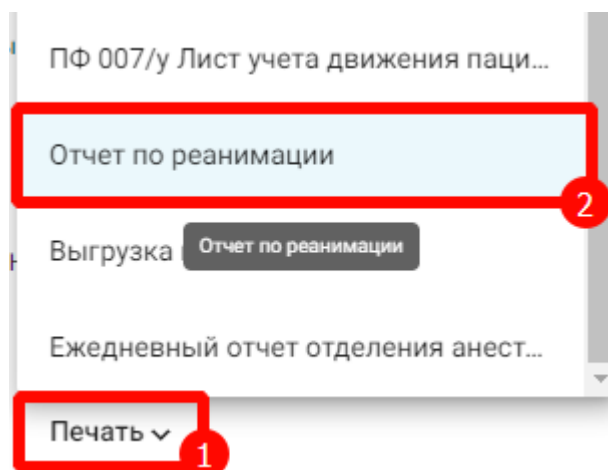 ПФ 007/у Лист учета движения паци...
Отчет по реанимации
2
Выгрузка
Отчет по реанимации
Ежедневный отчет отделения анест...
Печать
1